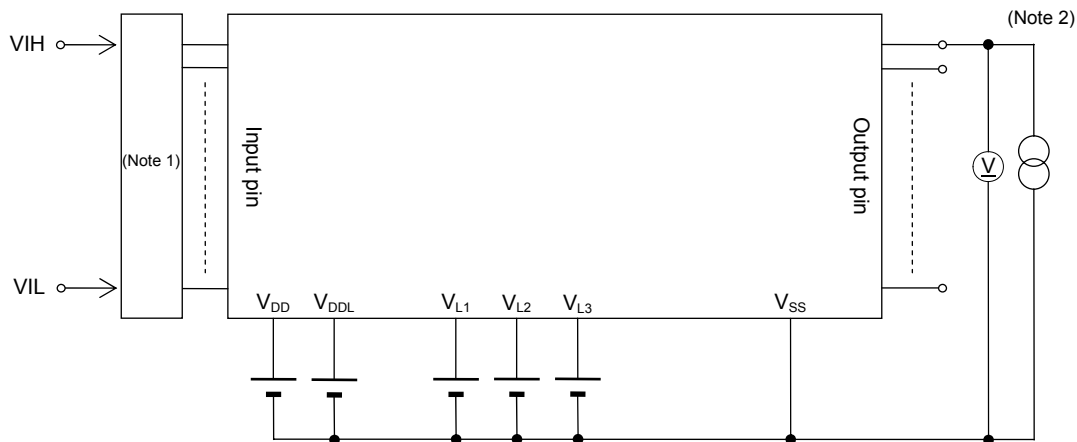 (Note 2)
VIH
(Note 1)
Input pin
Output pin
V
VIL
VDD VDDL VL1 VL2 VL3 VSS